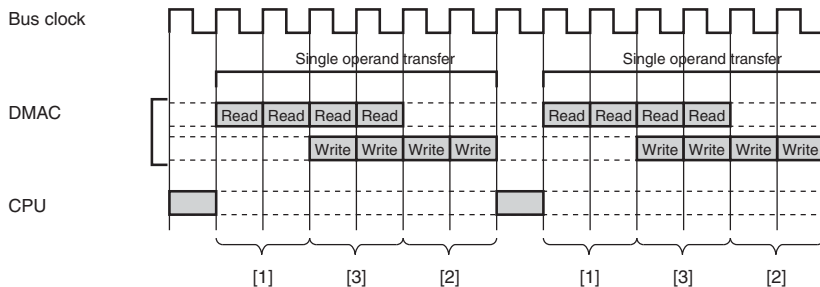 Bus clock
Single operand transfer Single operand transfer
DMAC
Read Read Read Read Read Read Read Read
Write Write Write Write Write Write Write Write
CPU
[1] [3] [2] [1] [3] [2]